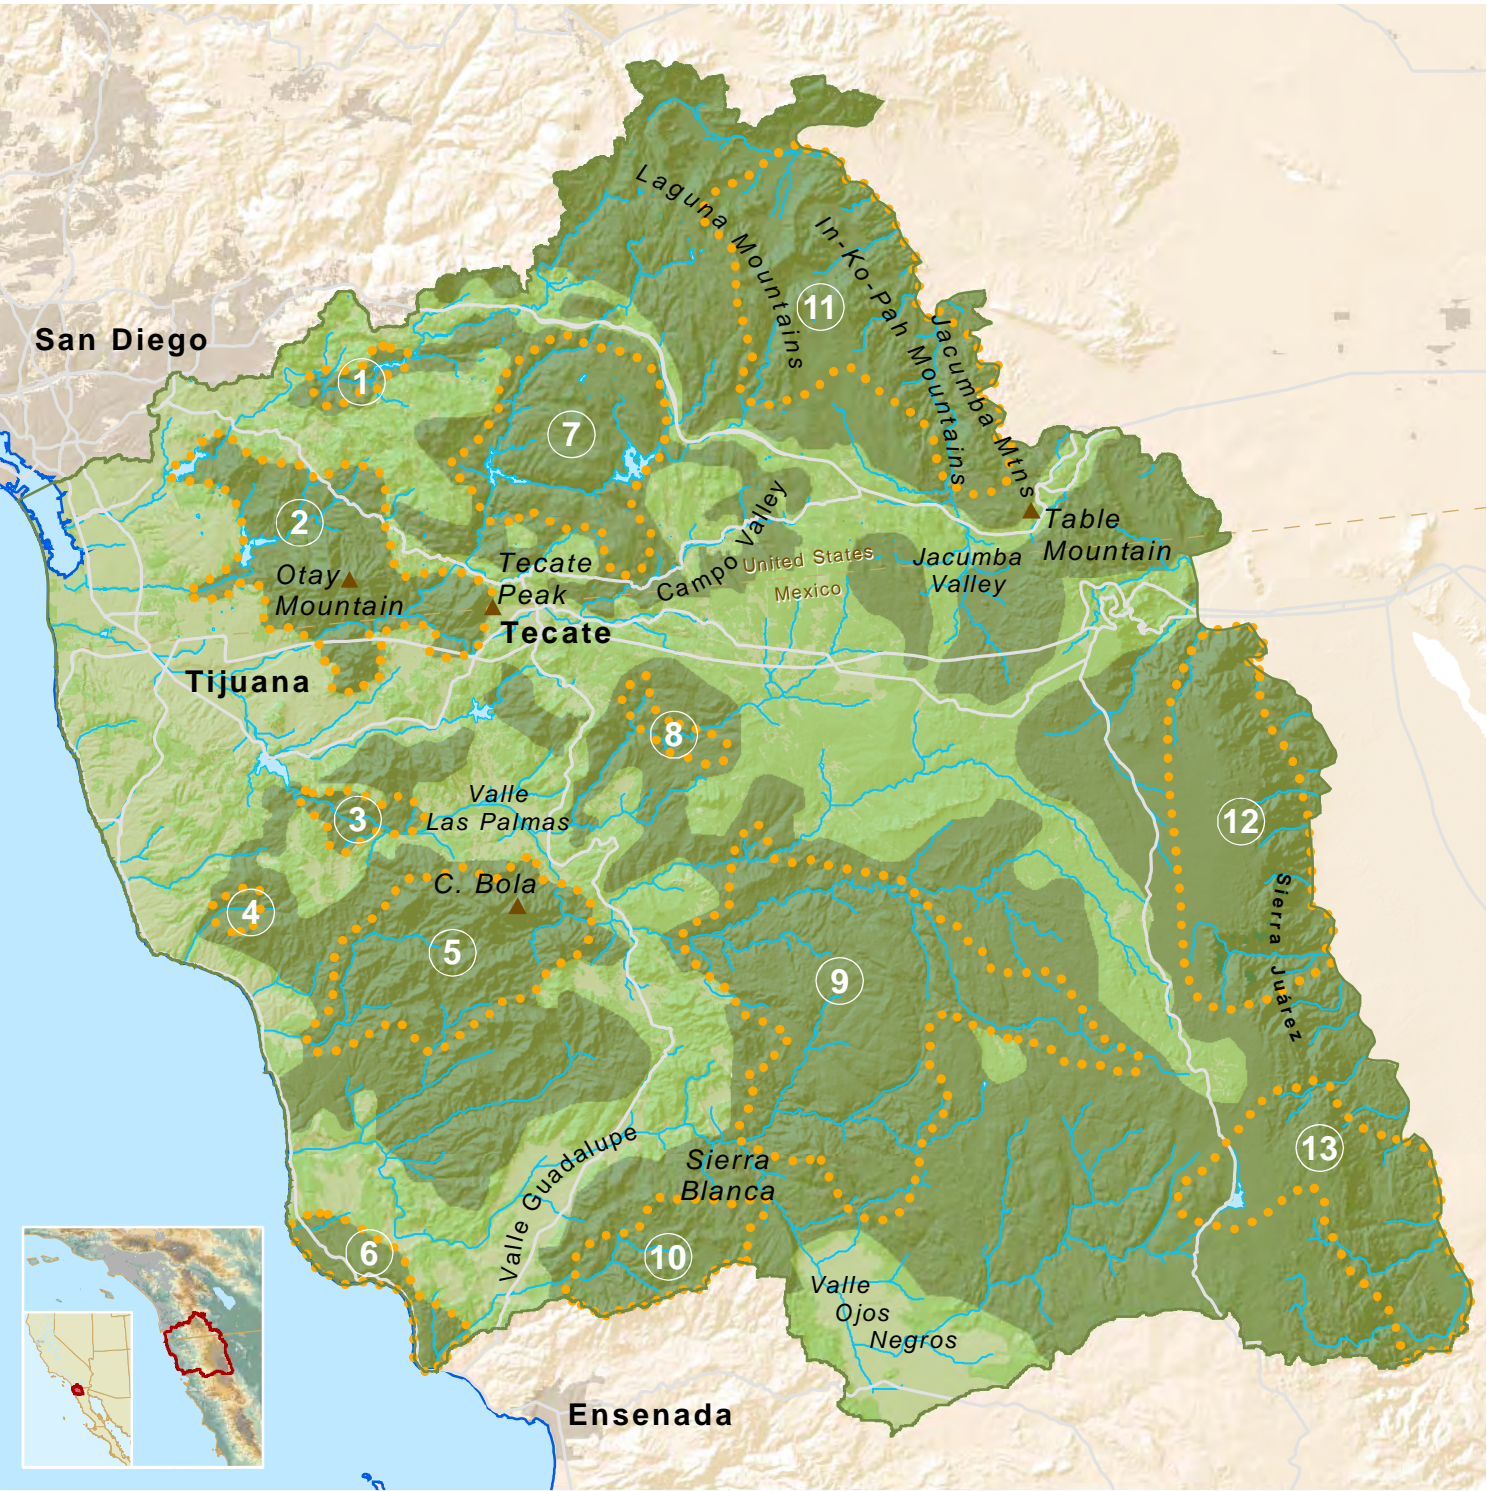 Laguna Mountains
In-Ko-Pah Mountains
11
Jacumba Mtns
San Diego
1
7
2
Campo Valley
Table
Mountain
Tecate
Peak
United States
Mexico
Jacumba
Valley
Otay
Mountain
Tecate
Tijuana
8
Valle
Las Palmas
3
12
C. Bola
4
5
9
Sierra Juárez
Valle Guadalupe
Sierra
Blanca
13
6
10
Valle
Ojos
Negros
Ensenada